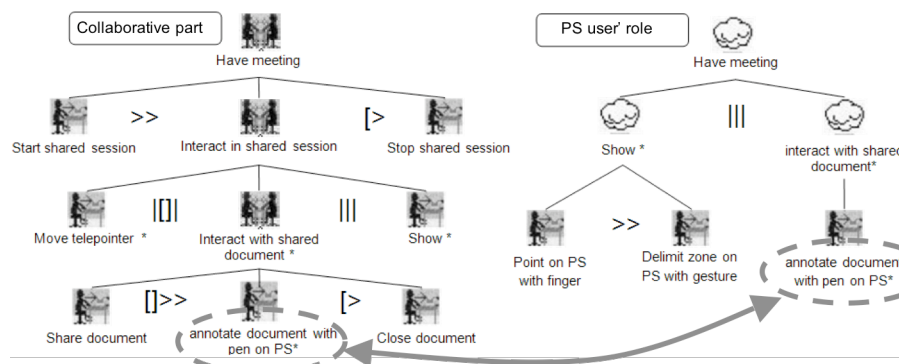 Collaborative part
Have meeting
Start shared session
>>
Interact in shared session
[>
Stop shared session
Move telepointer *
|[]|
Interact with shared
document *
|||
Show *
Share document
[]>>
annotate document with
pen on PS*
[>
Close document
PS user' role
Have meeting
Show *
|||
interact with shared
document*
Point on PS
with finger
>>
Delimit zone on
PS with gesture
annotate document
with pen on PS*